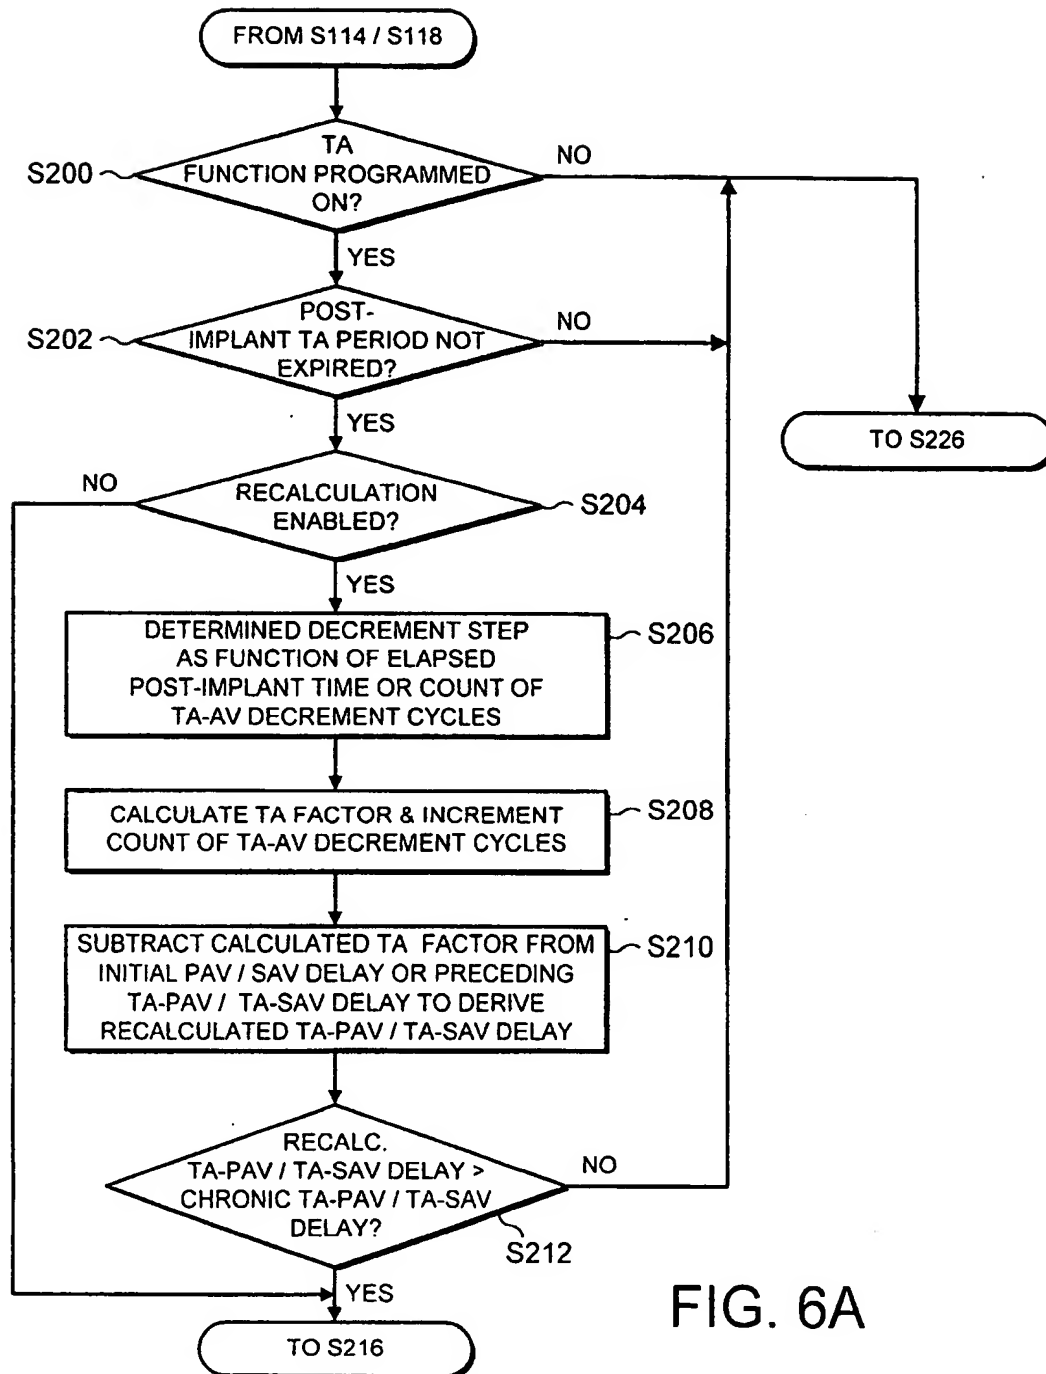 FROM S114 / S118
S200
TA
FUNCTION PROGRAMMED
ON?
NO
YES
S202
POST-
IMPLANT TA PERIOD NOT
EXPIRED?
NO
YES
TO S226
NO
RECALCULATION
ENABLED?
S204
YES
DETERMINED DECREMENT STEP
AS FUNCTION OF ELAPSED
POST-IMPLANT TIME OR COUNT OF
TA-AV DECREMENT CYCLES
S206
CALCULATE TA FACTOR & INCREMENT
COUNT OF TA-AV DECREMENT CYCLES
S208
SUBTRACT CALCULATED TA FACTOR FROM
INITIAL PAV / SAV DELAY OR PRECEDING
TA-PAV / TA-SAV DELAY TO DERIVE
RECALCULATED TA-PAV / TA-SAV DELAY
S210
RECALC.
TA-PAV / TA-SAV DELAY >
CHRONIC TA-PAV / TA-SAV
DELAY?
NO
S212
YES
TO S216
FIG. 6A